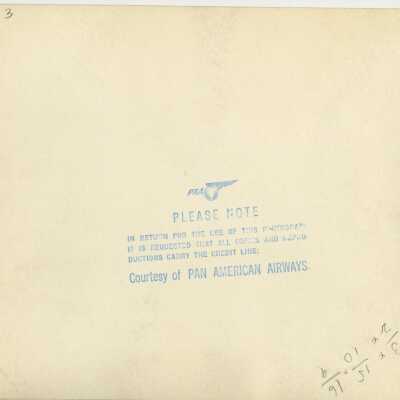 3
PAA
PLEASE NOTE
IN RETURN FOR THE USE OF THIS PHOTOGRAPH
IT IS REQUESTED THAT ALL COPIES AND REPRO
DUCTIONS CARRY THE CREDIT LINE:
Courtesy of PAN AMERICAN AIRWAYS.